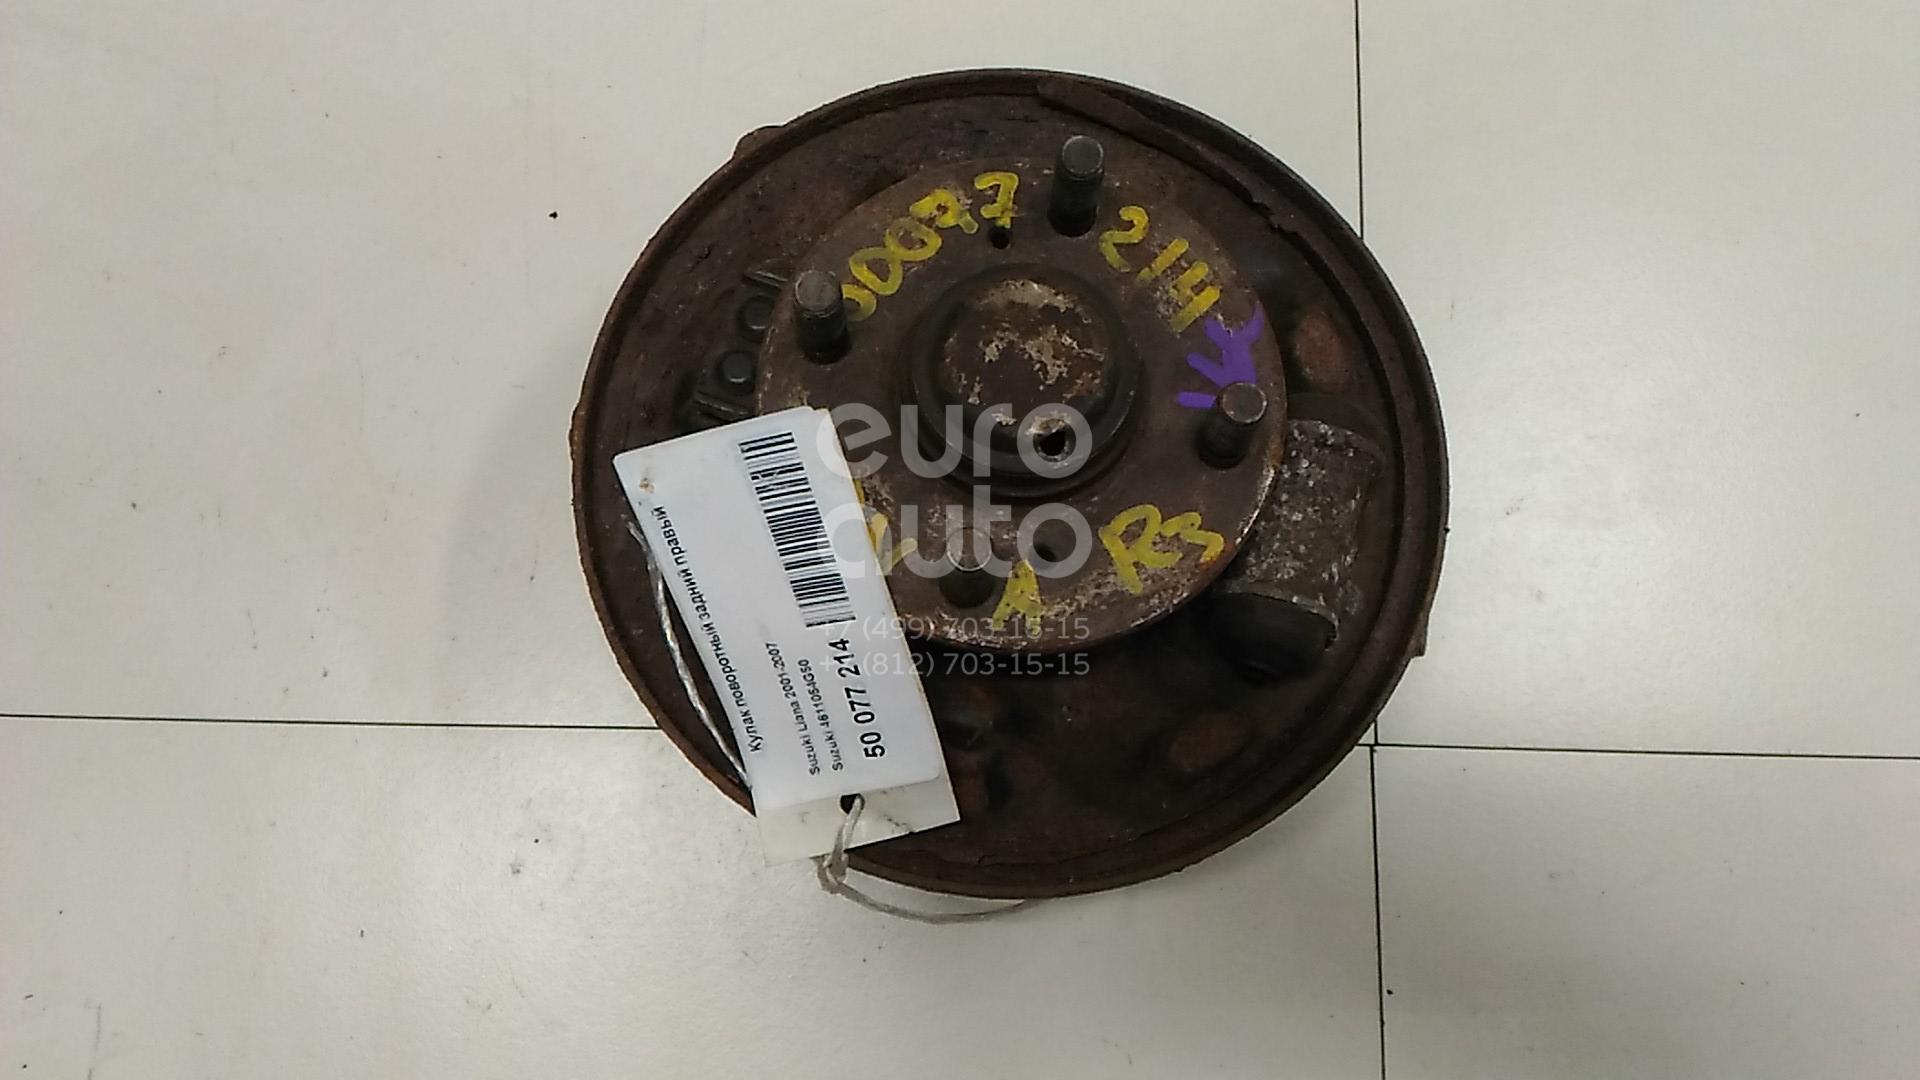 Кулак поворотный задний правый
Suzuki Liana 2001-2007
Suzuki 4611054G50
50 077 214
50077
214
R3
euro
auto
+7 (499) 703-15-15
+7 (812) 703-15-15